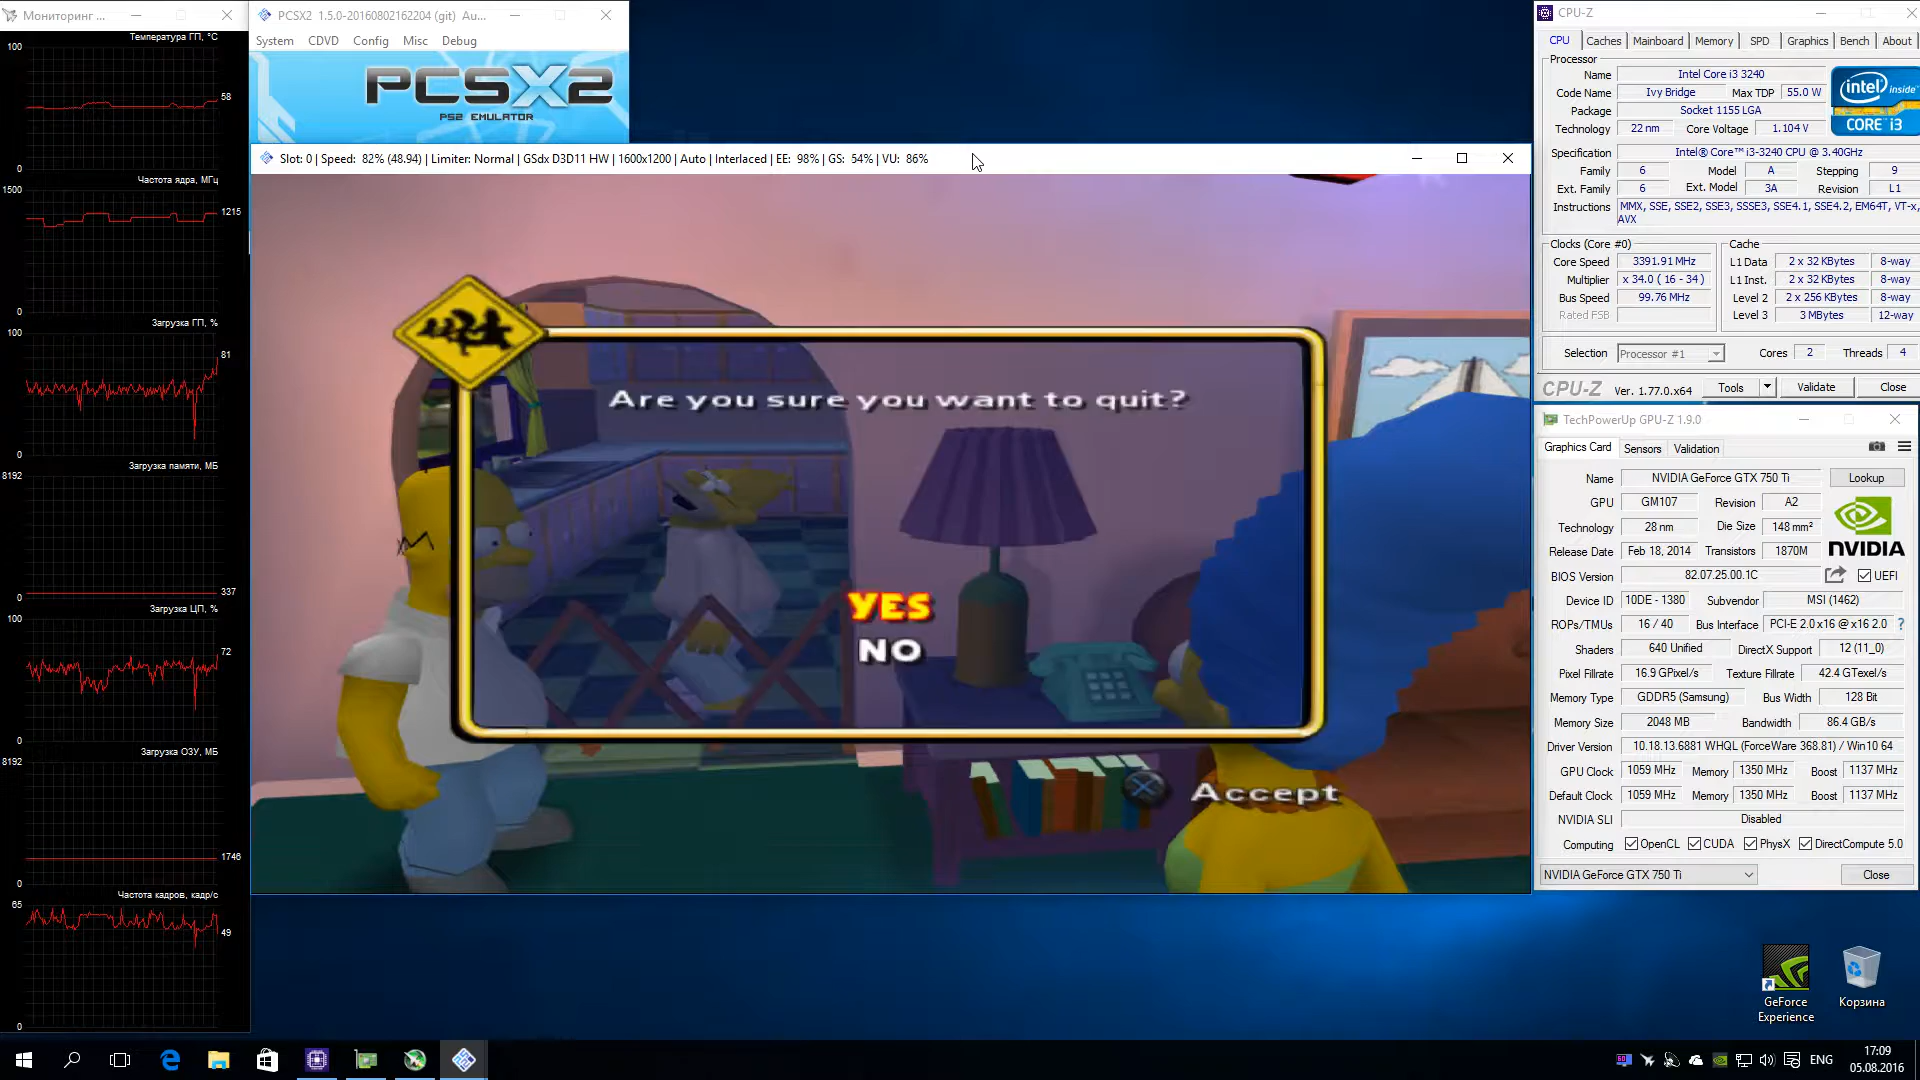 Мониторинг ...
Температура ГП, °C
100
58
0
Частота ядра, МГц
1500
1215
0
Загрузка ГП, %
100
81
0
Загрузка памяти, МБ
8192
337
0
Загрузка ЦП, %
100
72
0
Загрузка ОЗУ, МБ
8192
1746
0
Частота кадров, кадр/с
65
49
0
PCSX2 1.5.0-20160802162204 (git) Au...
System CDVD Config Misc Debug
PCSX2
PS2 EMULATOR
Slot: 0 | Speed: 82% (48.94) | Limiter: Normal | GSdx D3D11 HW | 1600x1200 | Auto | Interlaced | EE: 98% | GS: 54% | VU: 86%
Are you sure you want to quit?
YES
NO
Accept
CPU-Z
CPU Caches Mainboard Memory SPD Graphics Bench About
Processor
Name Intel Core i3 3240
Code Name Ivy Bridge Max TDP 55.0 W
Package Socket 1155 LGA
Technology 22 nm Core Voltage 1.104 V
intel inside
CORE i3
Specification Intel® Core™ i3-3240 CPU @ 3.40GHz
Family 6 Model A Stepping 9
Ext. Family 6 Ext. Model 3A Revision L1
Instructions MMX, SSE, SSE2, SSE3, SSSE3, SSE4.1, SSE4.2, EM64T, VT-x,
AVX
Clocks (Core #0)
Core Speed 3391.91 MHz
Multiplier x 34.0 ( 16 - 34 )
Bus Speed 99.76 MHz
Rated FSB
Cache
L1 Data 2 x 32 KBytes 8-way
L1 Inst. 2 x 32 KBytes 8-way
Level 2 2 x 256 KBytes 8-way
Level 3 3 MBytes 12-way
Selection Processor #1 Cores 2 Threads 4
CPU-Z Ver. 1.77.0.x64 Tools Validate Close
TechPowerUp GPU-Z 1.9.0
Graphics Card Sensors Validation
Name NVIDIA GeForce GTX 750 Ti Lookup
GPU GM107 Revision A2
Technology 28 nm Die Size 148 mm²
Release Date Feb 18, 2014 Transistors 1870M
NVIDIA
BIOS Version 82.07.25.00.1C UEFI
Device ID 10DE - 1380 Subvendor MSI (1462)
ROPs/TMUs 16 / 40 Bus Interface PCI-E 2.0 x16 @ x16 2.0 ?
Shaders 640 Unified DirectX Support 12 (11_0)
Pixel Fillrate 16.9 GPixel/s Texture Fillrate 42.4 GTexel/s
Memory Type GDDR5 (Samsung) Bus Width 128 Bit
Memory Size 2048 MB Bandwidth 86.4 GB/s
Driver Version 10.18.13.6881 WHQL (ForceWare 368.81) / Win10 64
GPU Clock 1059 MHz Memory 1350 MHz Boost 1137 MHz
Default Clock 1059 MHz Memory 1350 MHz Boost 1137 MHz
NVIDIA SLI Disabled
Computing OpenCL CUDA PhysX DirectCompute 5.0
NVIDIA GeForce GTX 750 Ti Close
GeForce
Experience
Корзина
ENG
17:09
05.08.2016